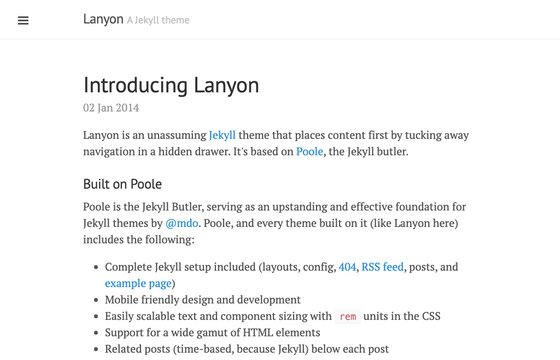 Lanyon A Jekyll theme
Introducing Lanyon
02 Jan 2014
Lanyon is an unassuming Jekyll theme that places content first by tucking away
navigation in a hidden drawer. It's based on Poole, the Jekyll butler.
Built on Poole
Poole is the Jekyll Butler, serving as an upstanding and effective foundation for
Jekyll themes by @mdo. Poole, and every theme built on it (like Lanyon here)
includes the following:
• Complete Jekyll setup included (layouts, config, 404, RSS feed, posts, and
example page)
• Mobile friendly design and development
• Easily scalable text and component sizing with rem units in the CSS
• Support for a wide gamut of HTML elements
• Related posts (time-based, because Jekyll) below each post